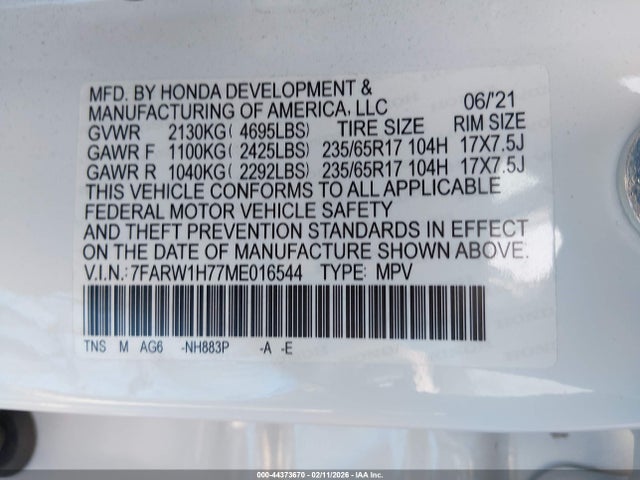 MFD. BY HONDA DEVELOPMENT &
MANUFACTURING OF AMERICA, LLC 06/'21
GVWR 2130KG( 4695LBS) TIRE SIZE RIM SIZE
GAWR F 1100KG( 2425LBS) 235/65R17 104H 17X7.5J
GAWR R 1040KG( 2292LBS) 235/65R17 104H 17X7.5J
THIS VEHICLE CONFORMS TO ALL APPLICABLE
FEDERAL MOTOR VEHICLE SAFETY
AND THEFT PREVENTION STANDARDS IN EFFECT
ON THE DATE OF MANUFACTURE SHOWN ABOVE.
V.I.N.:7FARW1H77ME016544 TYPE: MPV
TNS M AG6 -NH883P -A -E
000-44373670 - 02/11/2026 - IAA Inc.